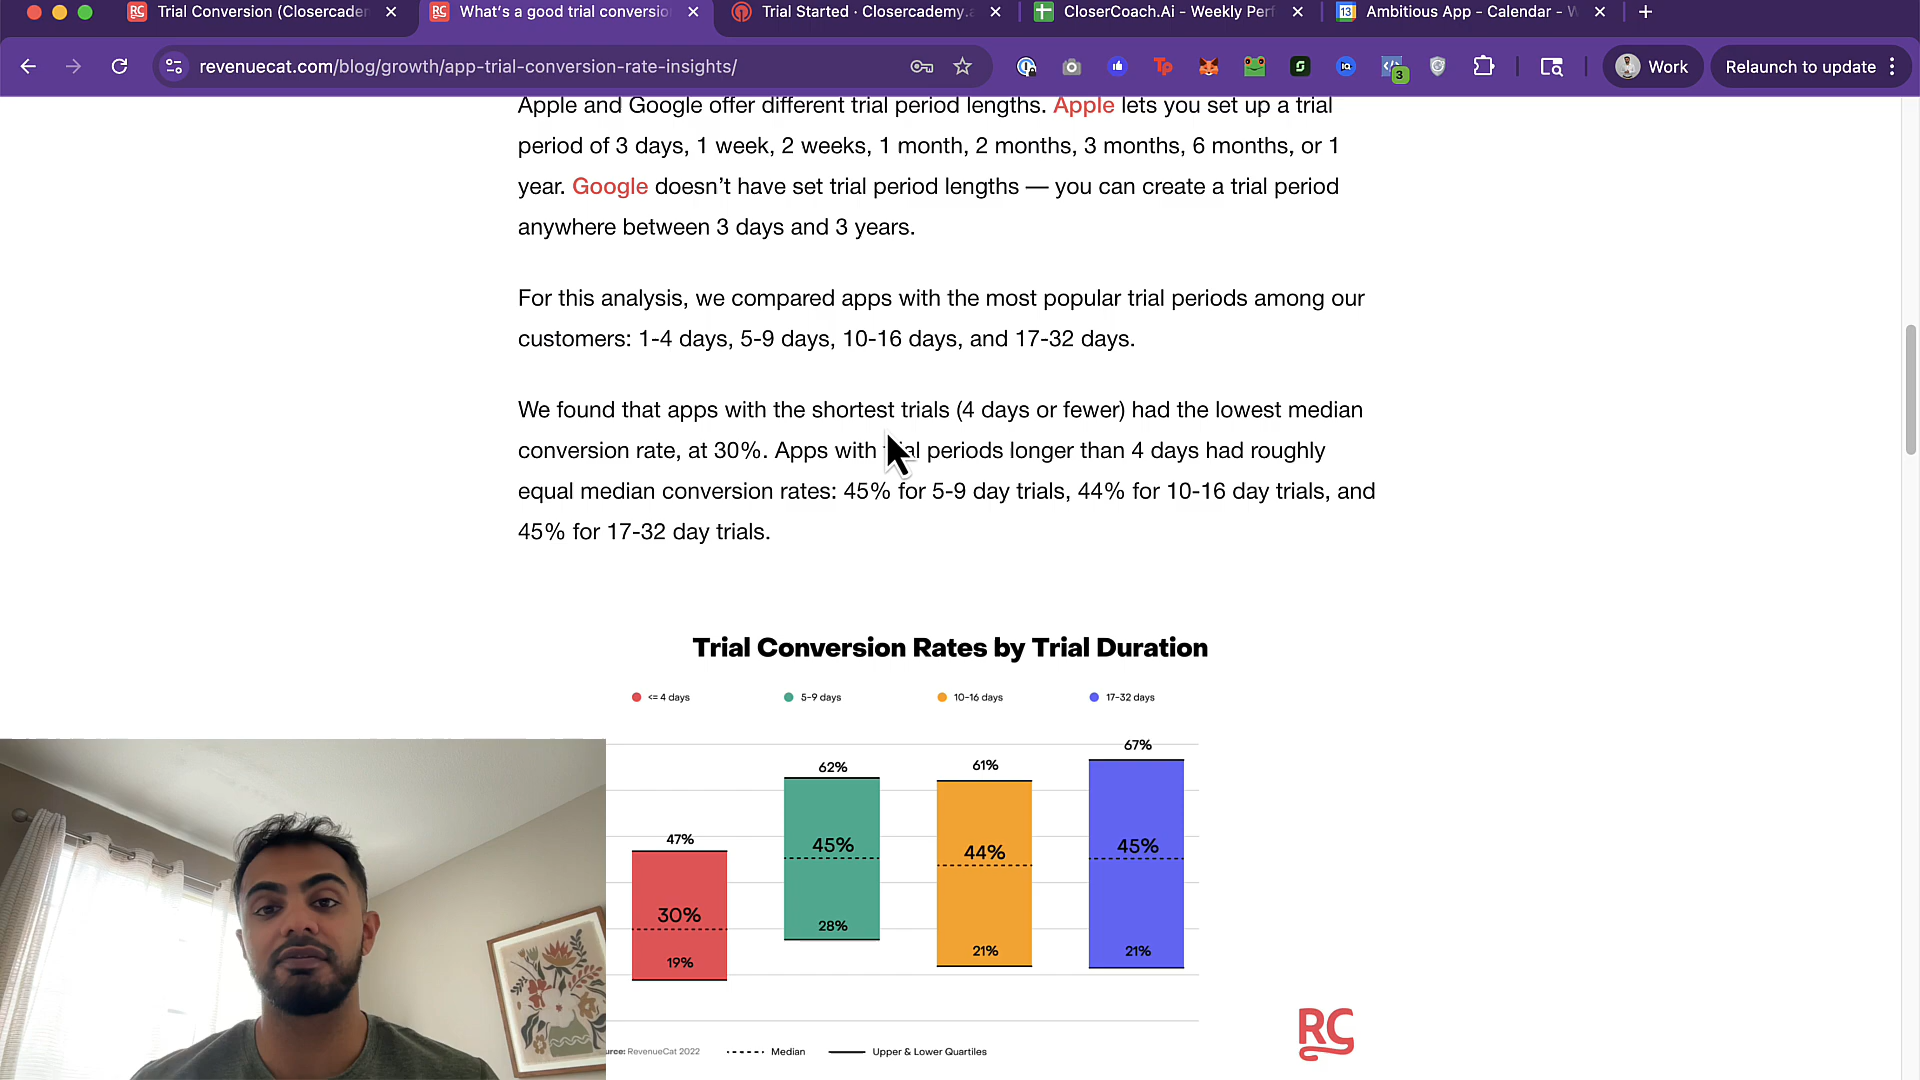 Trial Conversion (Closercaden
What's a good trial conversio
Trial Started · Closercademy.a
CloserCoach.Ai - Weekly Perf
13
Ambitious App - Calendar - W
revenuecat.com/blog/growth/app-trial-conversion-rate-insights/
3
Work
Relaunch to update
Apple and Google offer different trial period lengths. Apple lets you set up a trial
period of 3 days, 1 week, 2 weeks, 1 month, 2 months, 3 months, 6 months, or 1
year. Google doesn't have set trial period lengths — you can create a trial period
anywhere between 3 days and 3 years.
For this analysis, we compared apps with the most popular trial periods among our
customers: 1-4 days, 5-9 days, 10-16 days, and 17-32 days.
We found that apps with the shortest trials (4 days or fewer) had the lowest median
conversion rate, at 30%. Apps with trial periods longer than 4 days had roughly
equal median conversion rates: 45% for 5-9 day trials, 44% for 10-16 day trials, and
45% for 17-32 day trials.
Trial Conversion Rates by Trial Duration
<= 4 days
5-9 days
10-16 days
17-32 days
47%
30%
19%
62%
45%
28%
61%
44%
21%
67%
45%
21%
urce: RevenueCat 2022
Median
Upper & Lower Quartiles
RC